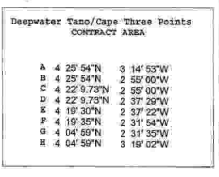 Deepwater Tano/Cape Three Points
CONTRACT AREA
A 4 25' 54"N 3 14' 53"W
B 4 25' 54"N 2 55' 00"W
C 4 22' 9.73"N 2 55' 00"W
D 4 22' 9.73"N 2 37' 29"W
E 4 19' 30"N 2 37' 22"W
F 4 19' 35"N 2 31' 54"W
G 4 04' 59"N 2 31' 35"W
H 4 04' 59"N 3 19' 02"W